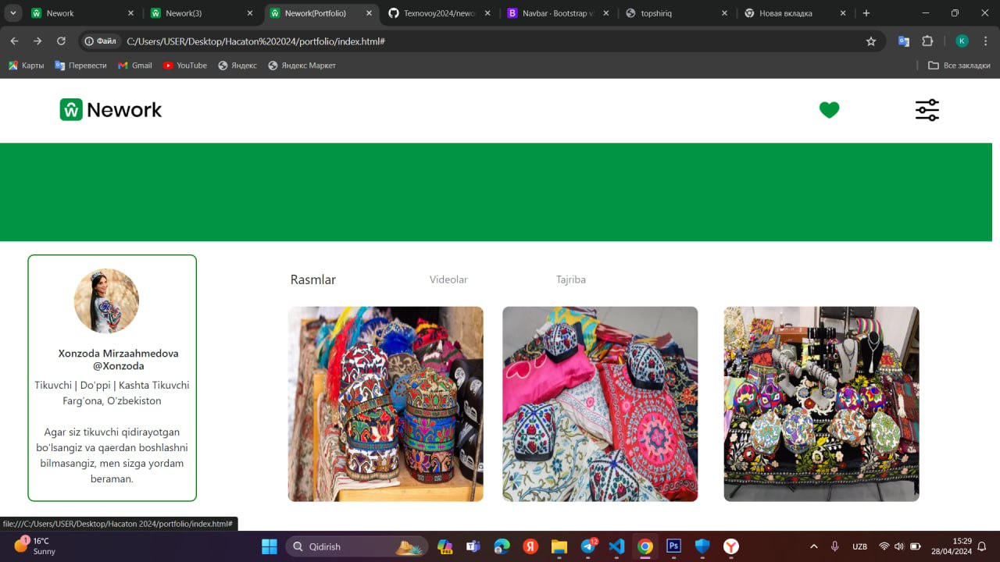 Nework
Nework(3)
Nework(Portfolio)
Texnovoy2024/newo
Navbar · Bootstrap v
topshiriq
Новая вкладка
Файл
C:/Users/USER/Desktop/Hacaton%202024/portfolio/index.html#
K
Карты
Перевести
Gmail
YouTube
Яндекс
Яндекс Маркет
Все закладки
Nework
Rasmlar
Videolar
Tajriba
Xonzoda Mirzaahmedova
@Xonzoda
Tikuvchi | Do'ppi | Kashta Tikuvchi
Farg'ona, O'zbekiston
Agar siz tikuvchi qidirayotgan
bo'lsangiz va qaerdan boshlashni
bilmasangiz, men sizga yordam
beraman.
file:///C:/Users/USER/Desktop/Hacaton 2024/portfolio/index.html#
1
16°C
Sunny
Qidirish
PRE
12
Ps
UZB
15:29
28/04/2024